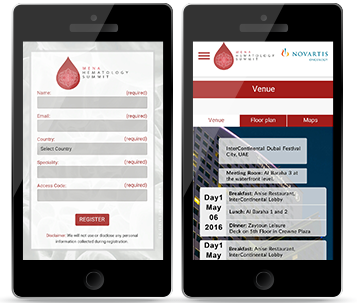 MENA
HEMATOLOGY
SUMMIT
Name: (required)
Email: (required)
Country: (required)
Select Country
Speciality: (required)
Access Code: (required)
REGISTER
Disclaimer: We will not use or disclose any personal
information collected during registration
MENA
HEMATOLOGY
SUMMIT
NOVARTIS
ONCOLOGY
Venue
Venue Floor plan Maps
InterContinental Dubai Festival
City, UAE
Meeting Room: Al Baraha 3 at
the waterfront level.
Day1
May
06
2016
Breakfast: Anise Restaurant,
InterContinental Lobby
Lunch: Al Baraha 1 and 2
Dinner: Zaytoun Leisure
Deck on 5th Floor in Crowne Plaza
Day1
May
Breakfast: Anise Restaurant,
InterContinental Lobby